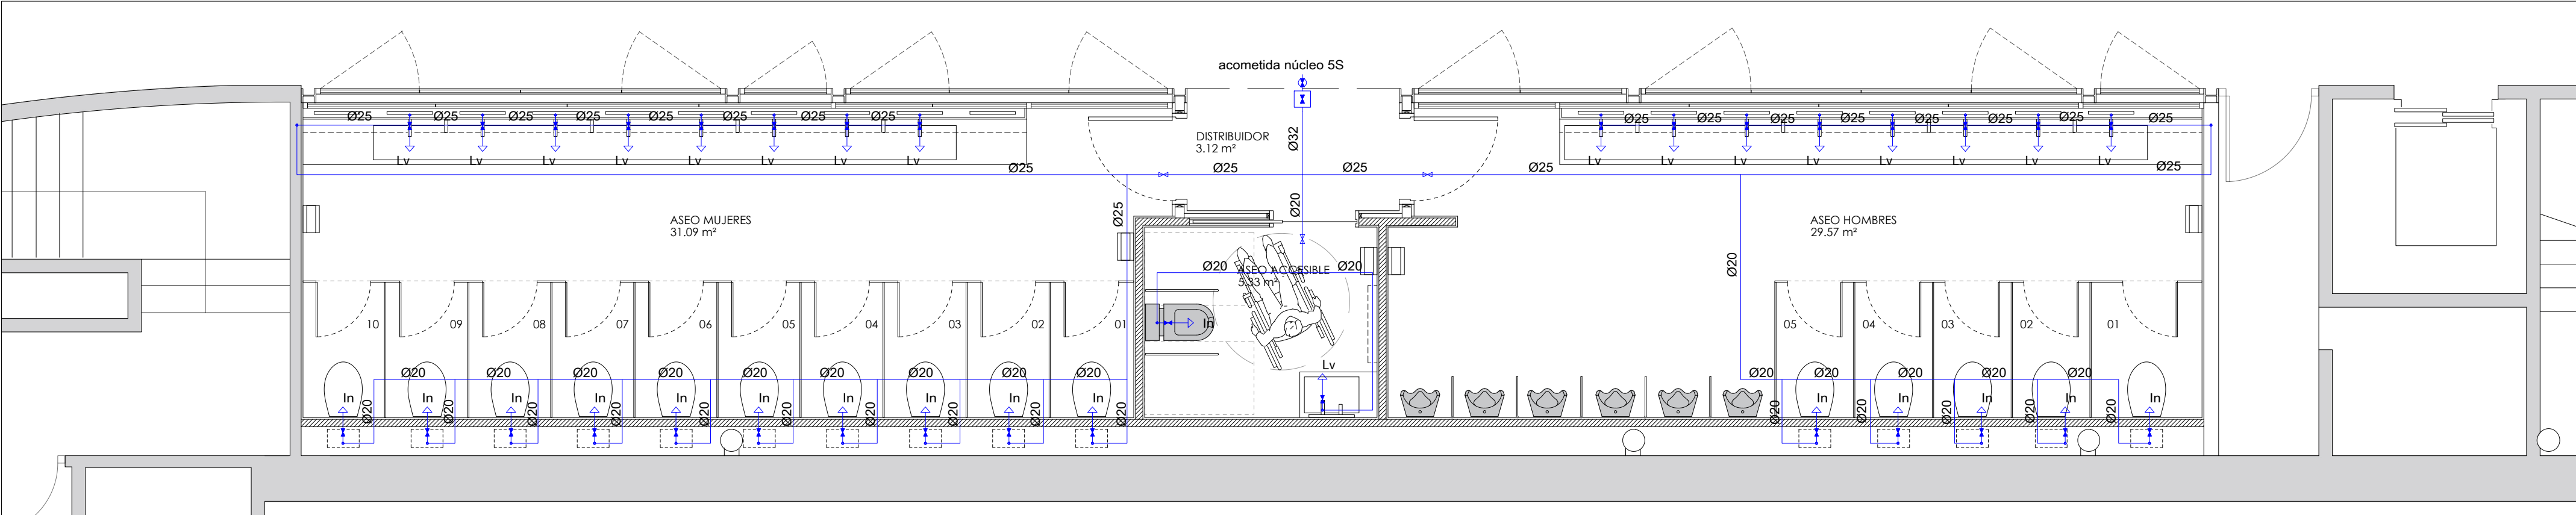 acometida núcleo 5S
Ø25 Ø25 Ø25 Ø25 Ø25 Ø25 Ø25 Ø25
Ø25 Ø25 Ø25 Ø25 Ø25 Ø25 Ø25 Ø25
Lv Lv Lv Lv Lv Lv Lv Lv
Lv Lv Lv Lv Lv Lv Lv Lv
DISTRIBUIDOR
3.12 m²
Ø32
Ø25 Ø25 Ø25 Ø25 Ø25
ASEO MUJERES
31.09 m²
Ø25
Ø20
ASEO HOMBRES
29.57 m²
Ø20
Ø20 ASEO ACCESIBLE Ø20
5.33 m²
In
Lv
10 09 08 07 06 05 04 03 02 01
05 04 03 02 01
Ø20 Ø20 Ø20 Ø20 Ø20 Ø20 Ø20 Ø20 Ø20
Ø20 Ø20 Ø20 Ø20 Ø20
In In In In In In In In In In
In In In In In
Ø20 Ø20 Ø20 Ø20 Ø20 Ø20 Ø20 Ø20 Ø20 Ø20
Ø20 Ø20 Ø20 Ø20 Ø20